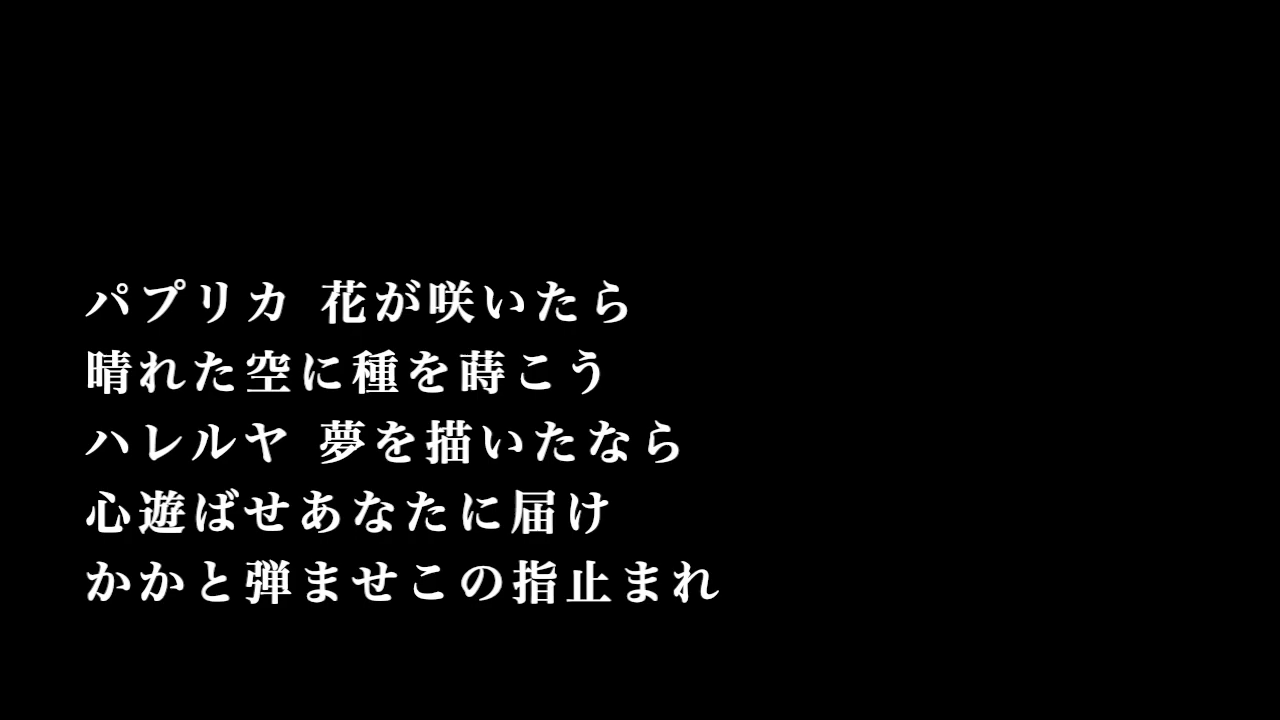 パプリカ 花が咲いたら
晴れた空に種を蒔こう
ハレルヤ 夢を描いたなら
心遊ばせあなたに届け
かかと弾ませこの指止まれ